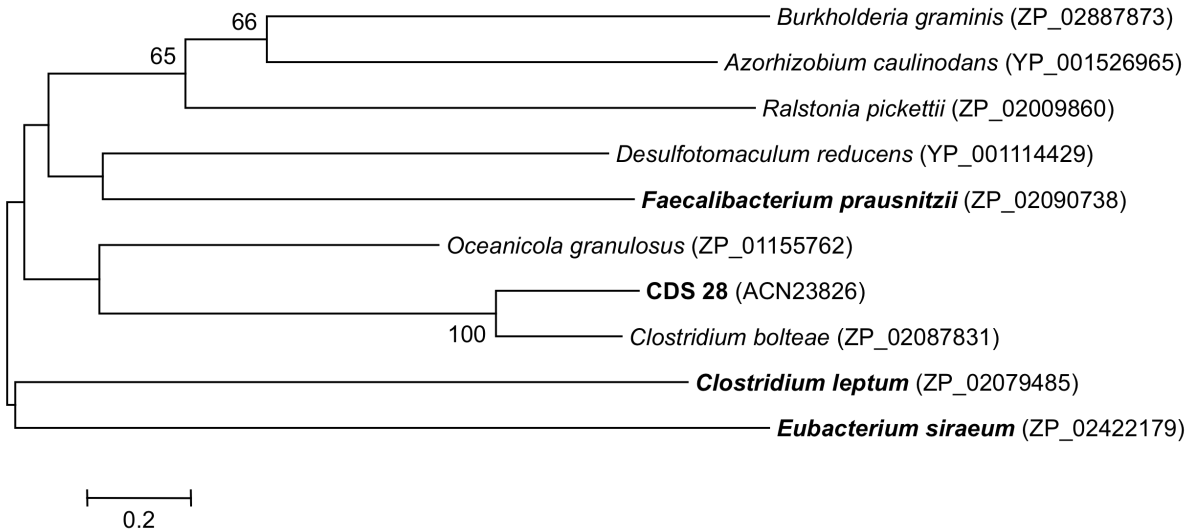 66
Burkholderia graminis (ZP_02887873)
65
Azorhizobium caulinodans (YP_001526965)
Ralstonia pickettii (ZP_02009860)
Desulfotomaculum reducens (YP_001114429)
Faecalibacterium prausnitzii (ZP_02090738)
Oceanicola granulosus (ZP_01155762)
CDS 28 (ACN23826)
100
Clostridium bolteae (ZP_02087831)
Clostridium leptum (ZP_02079485)
Eubacterium siraeum (ZP_02422179)
0.2